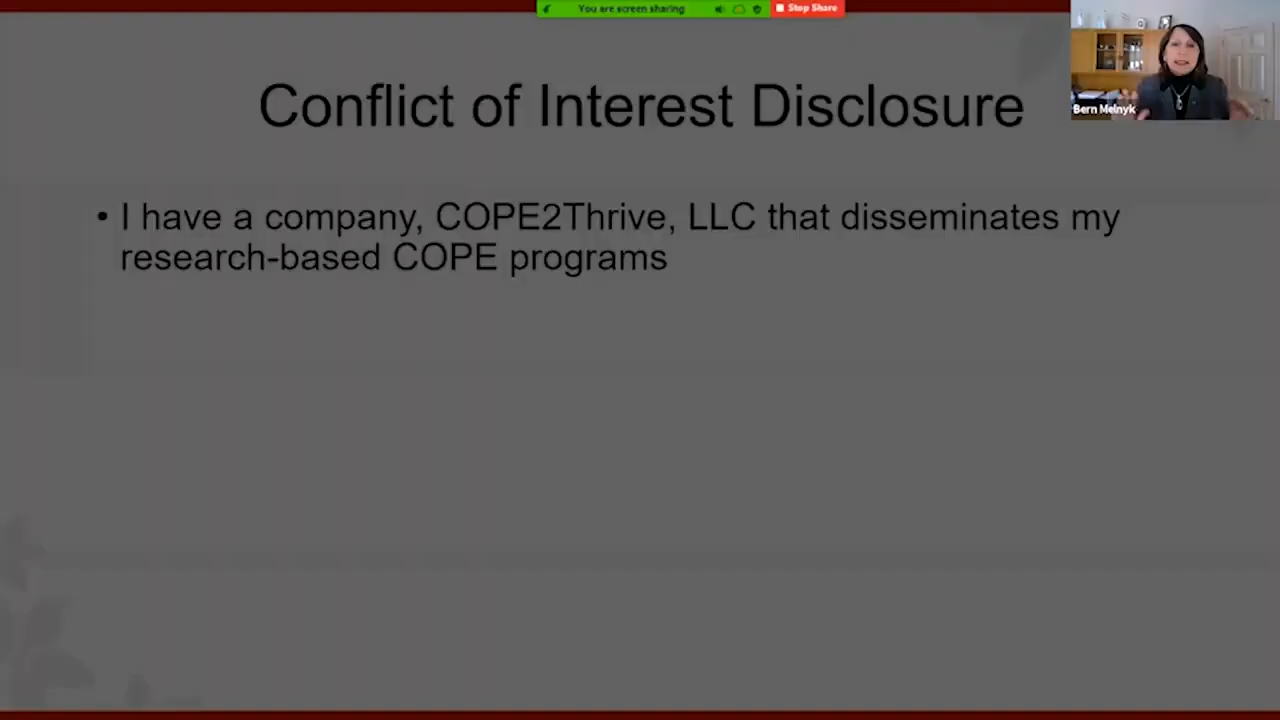 You are screen sharing
Stop Share
Conflict of Interest Disclosure
Bern Melnyk
• I have a company, COPE2Thrive, LLC that disseminates my
research-based COPE programs